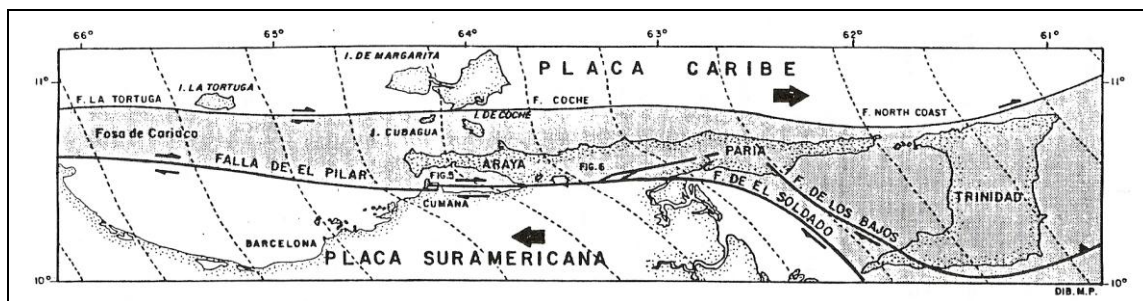 66° 65° 64° 63° 62° 61°
I. DE MARGARITA
PLACA CARIBE
11° 11°
I. LA TORTUGA
F. LA TORTUGA
F. COCHE
F. NORTH COAST
I. DE COCHE
I. CUBAGUA
Fosa de Cariaco
ARAYA
FIG. 6
PARIA
FALLA DE EL PILAR
FIG. 5
CUMANA
F. DE EL SOLDADO
F. DE LOS BAJOS
TRINIDAD
BARCELONA
PLACA SURAMERICANA
10° 10°
DIB. M.P.